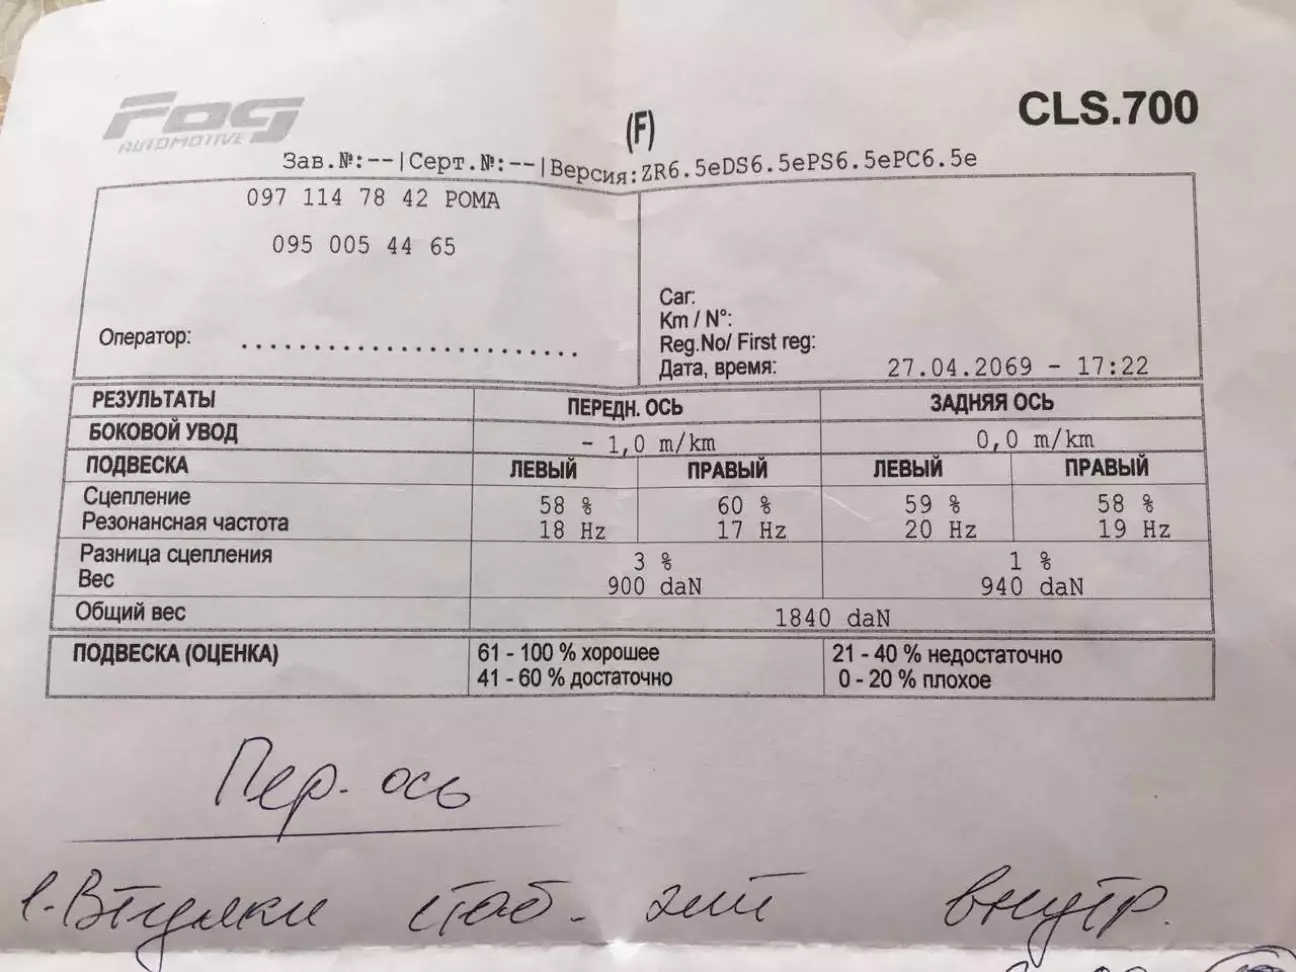 Fog
AUTOMOTIVE
CLS.700
(F)
Зав.№:--|Серт.№:--|Версия:ZR6.5eDS6.5ePS6.5ePC6.5e
097 114 78 42 РОМА
095 005 44 65
Оператор: ........................
Car:
Km / N°:
Reg.No/ First reg:
Дата, время: 27.04.2069 - 17:22
РЕЗУЛЬТАТЫ ПЕРЕДН. ОСЬ ЗАДНЯЯ ОСЬ
БОКОВОЙ УВОД - 1,0 m/km 0,0 m/km
ПОДВЕСКА ЛЕВЫЙ ПРАВЫЙ ЛЕВЫЙ ПРАВЫЙ
Сцепление 58 % 60 % 59 % 58 %
Резонансная частота 18 Hz 17 Hz 20 Hz 19 Hz
Разница сцепления 3 % 1 %
Вес 900 daN 940 daN
Общий вес 1840 daN
ПОДВЕСКА (ОЦЕНКА) 61 - 100 % хорошее 21 - 40 % недостаточно
41 - 60 % достаточно 0 - 20 % плохое
Пер. ось
1. Втулки стаб. внутр.